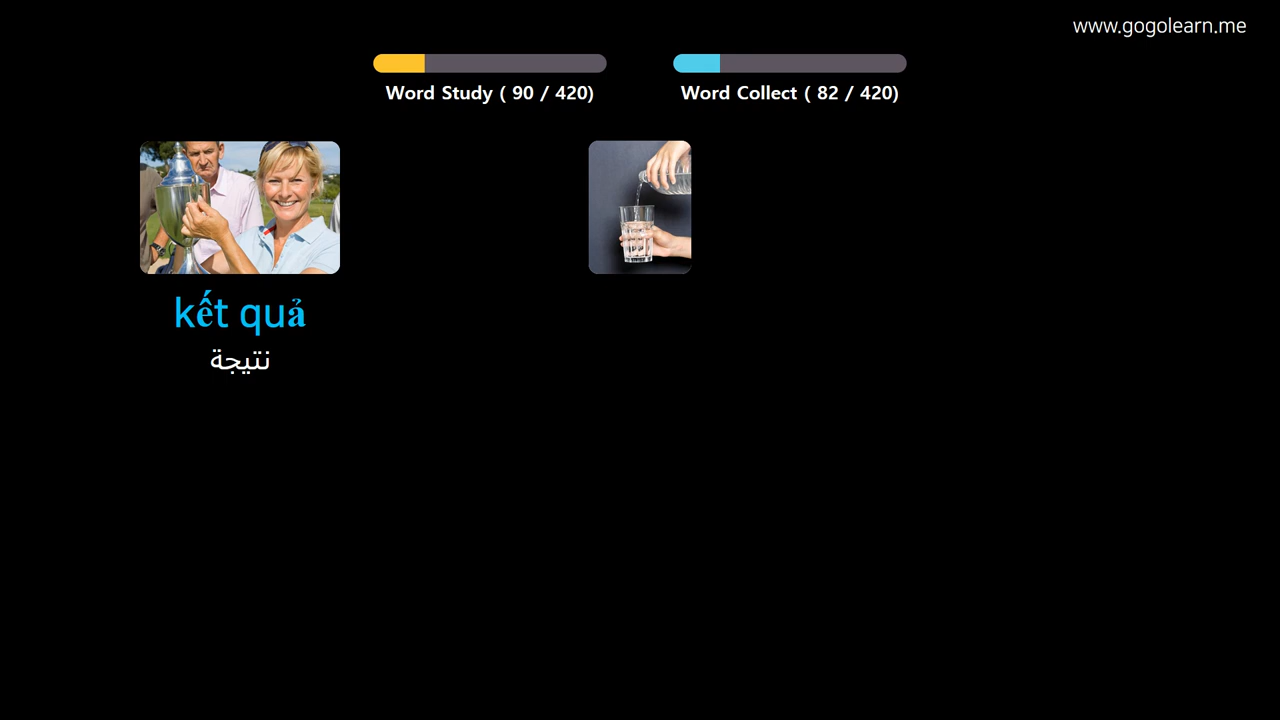 www.gogolearn.me
Word Study ( 90 / 420)
Word Collect ( 82 / 420)
kết quả
نتيجة